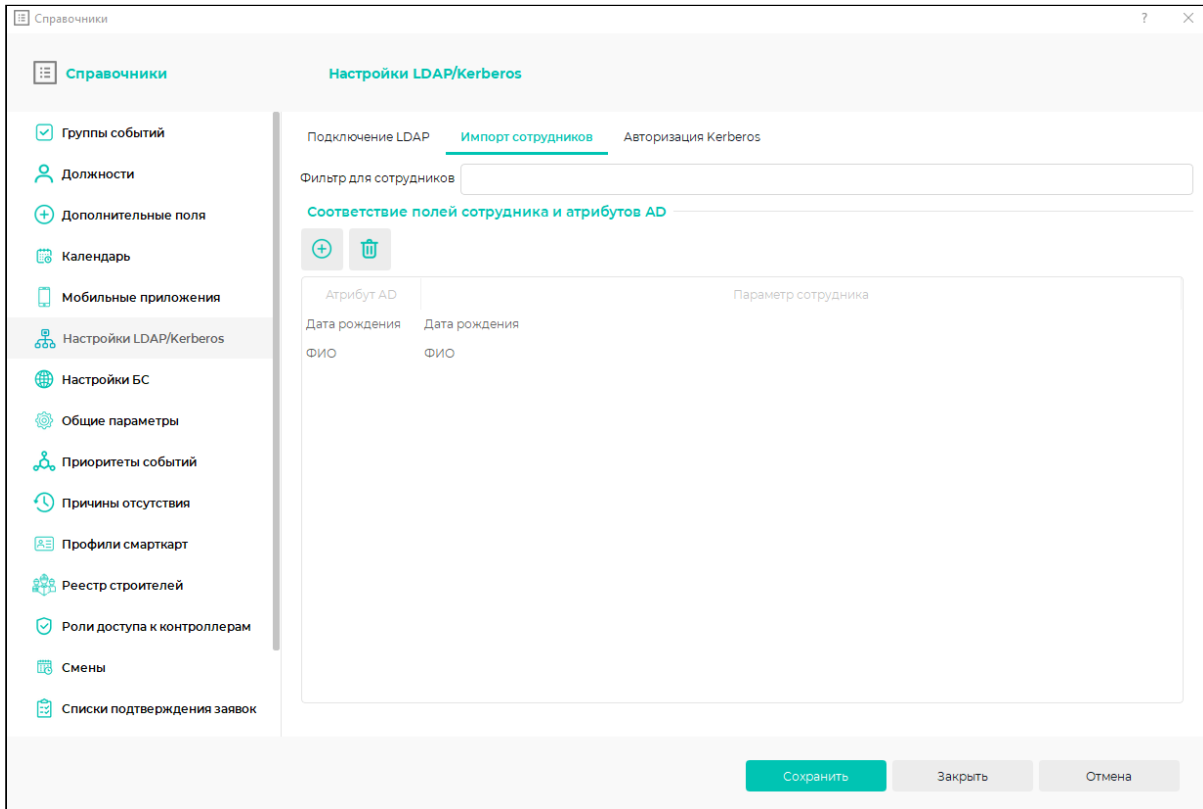 Справочники
?
Справочники
Настройки LDAP/Kerberos
Группы событий
Должности
Дополнительные поля
Календарь
Мобильные приложения
Настройки LDAP/Kerberos
Настройки БС
Общие параметры
Приоритеты событий
Причины отсутствия
Профили смарткарт
Реестр строителей
Роли доступа к контроллерам
Смены
Списки подтверждения заявок
Подключение LDAP Импорт сотрудников Авторизация Kerberos
Фильтр для сотрудников
Соответствие полей сотрудника и атрибутов AD
Атрибут AD Параметр сотрудника
Дата рождения Дата рождения
ФИО ФИО
Сохранить Закрыть Отмена